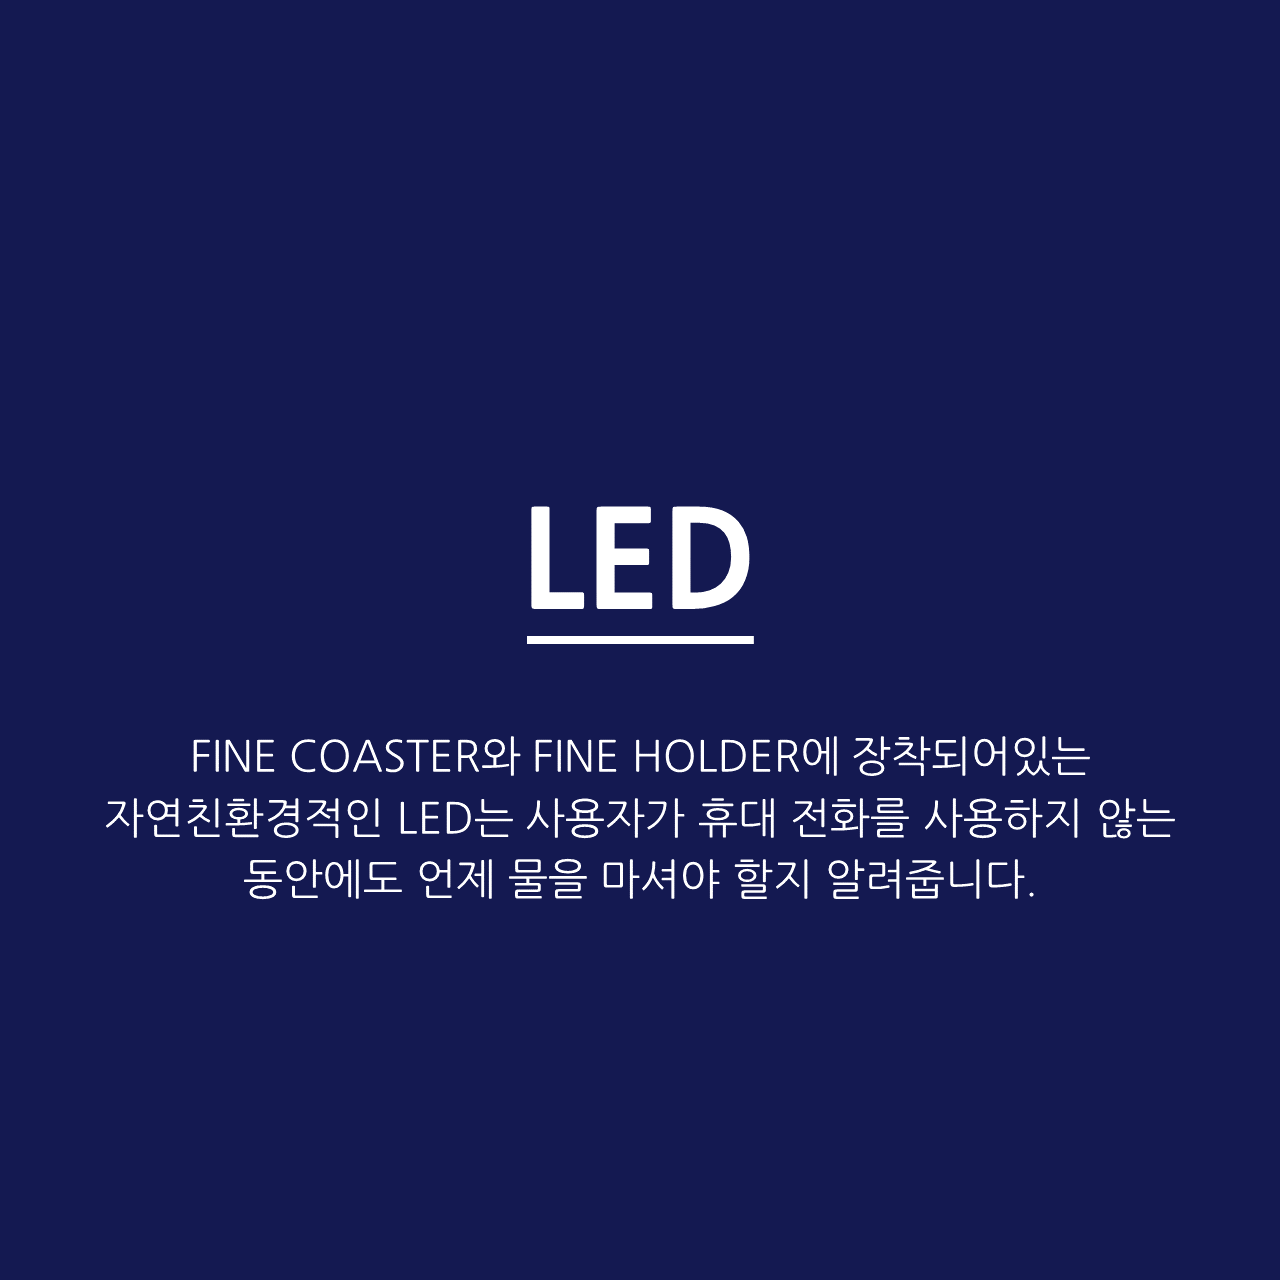 LED
FINE COASTER와 FINE HOLDER에 장착되어있는
자연친환경적인 LED는 사용자가 휴대 전화를 사용하지 않는
동안에도 언제 물을 마셔야 할지 알려줍니다.